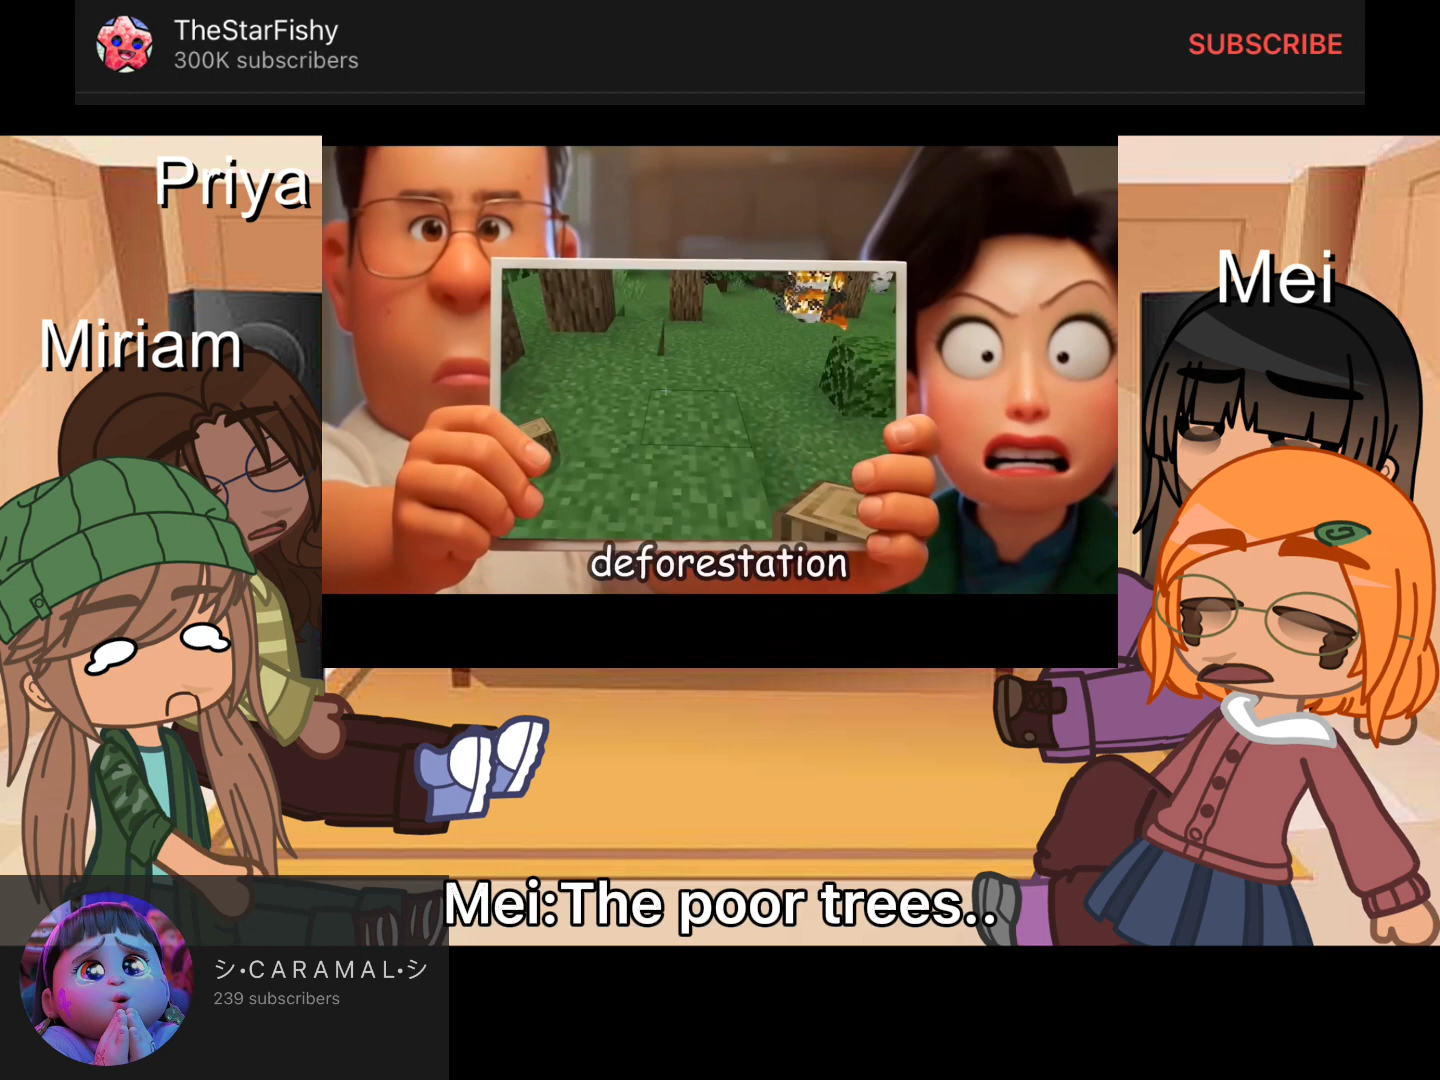 TheStarFishy
300K subscribers
SUBSCRIBE
Priya
Miriam
Mei
deforestation
Mei:The poor trees..
シ•CARAMAL•シ
239 subscribers